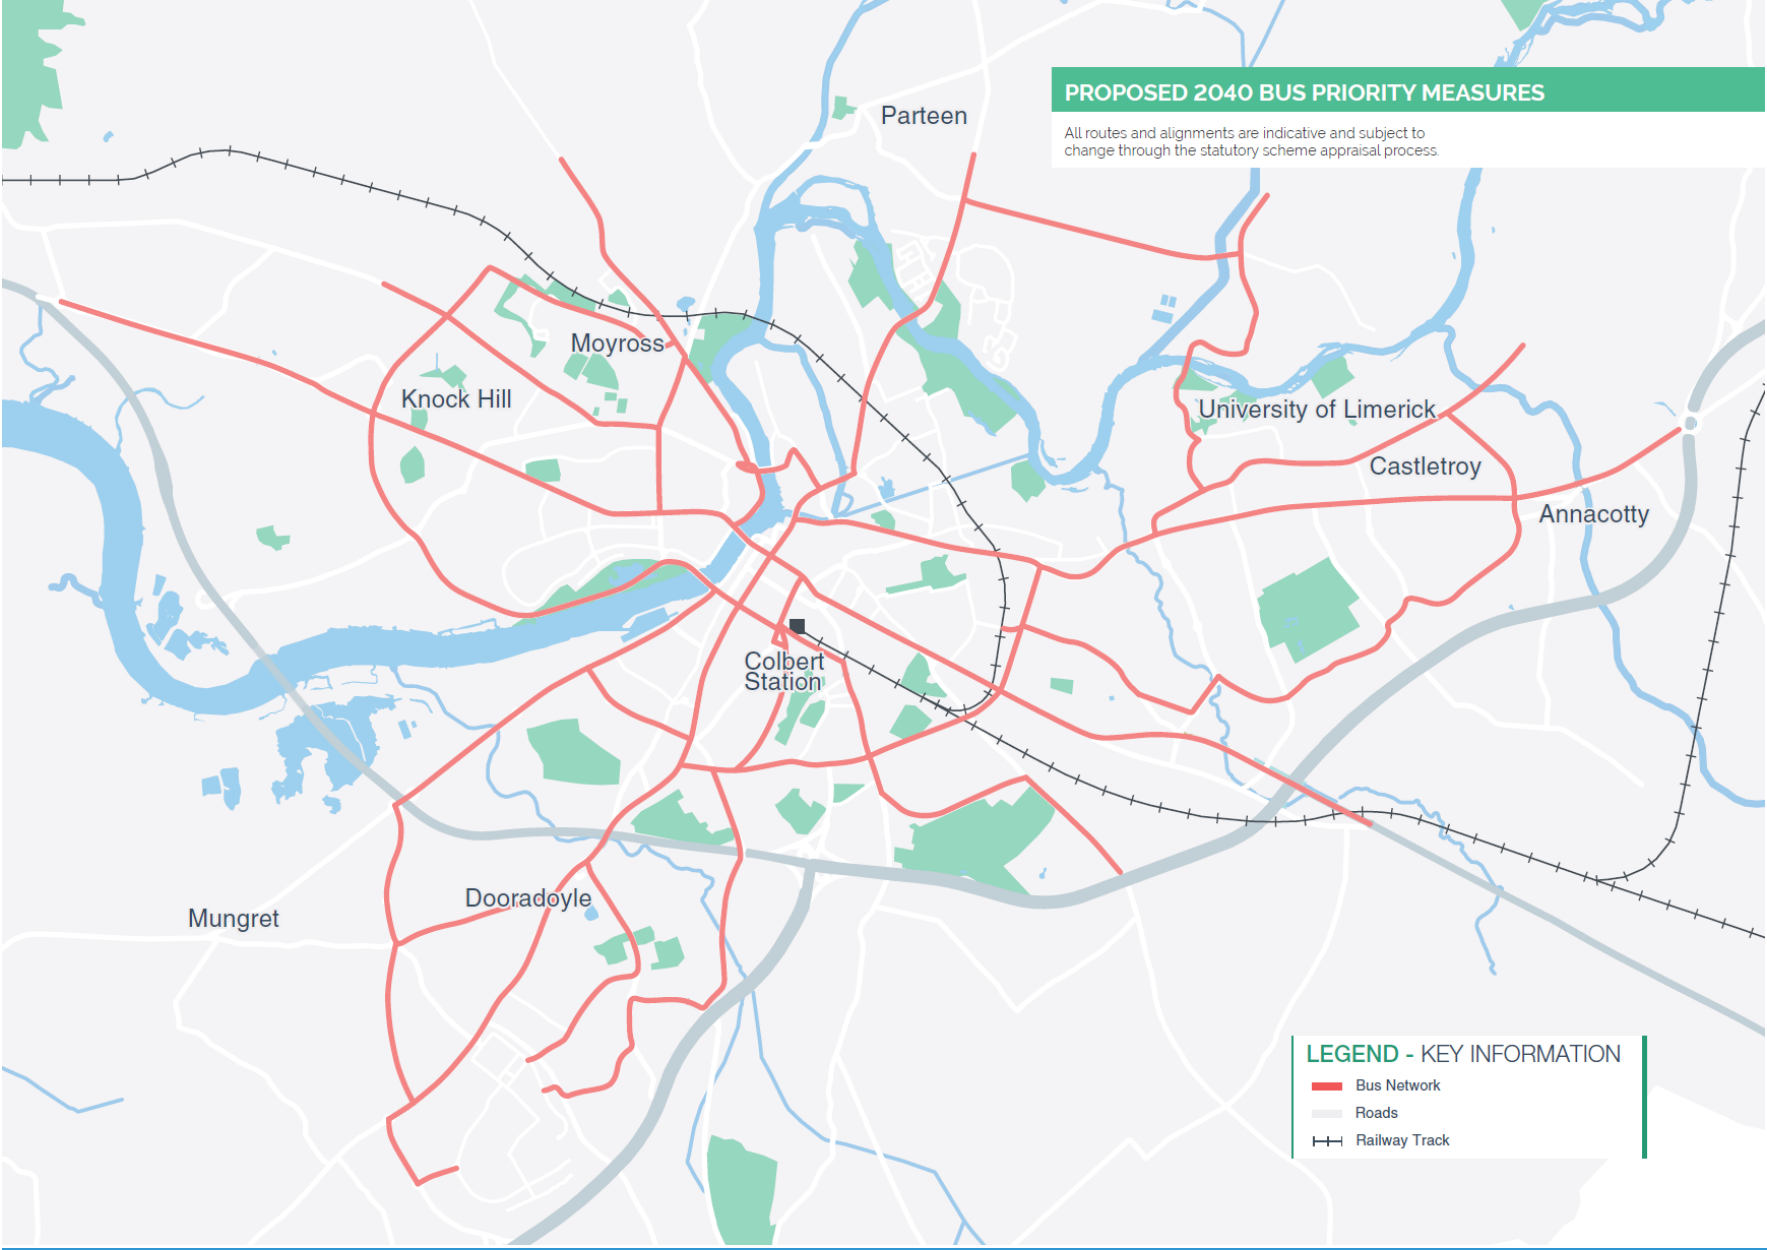 Parteen
PROPOSED 2040 BUS PRIORITY MEASURES
All routes and alignments are indicative and subject to
change through the statutory scheme appraisal process.
Moyross
Knock Hill
University of Limerick
Castletroy
Annacotty
Colbert
Station
Dooradoyle
Mungret
LEGEND - KEY INFORMATION
Bus Network
Roads
Railway Track